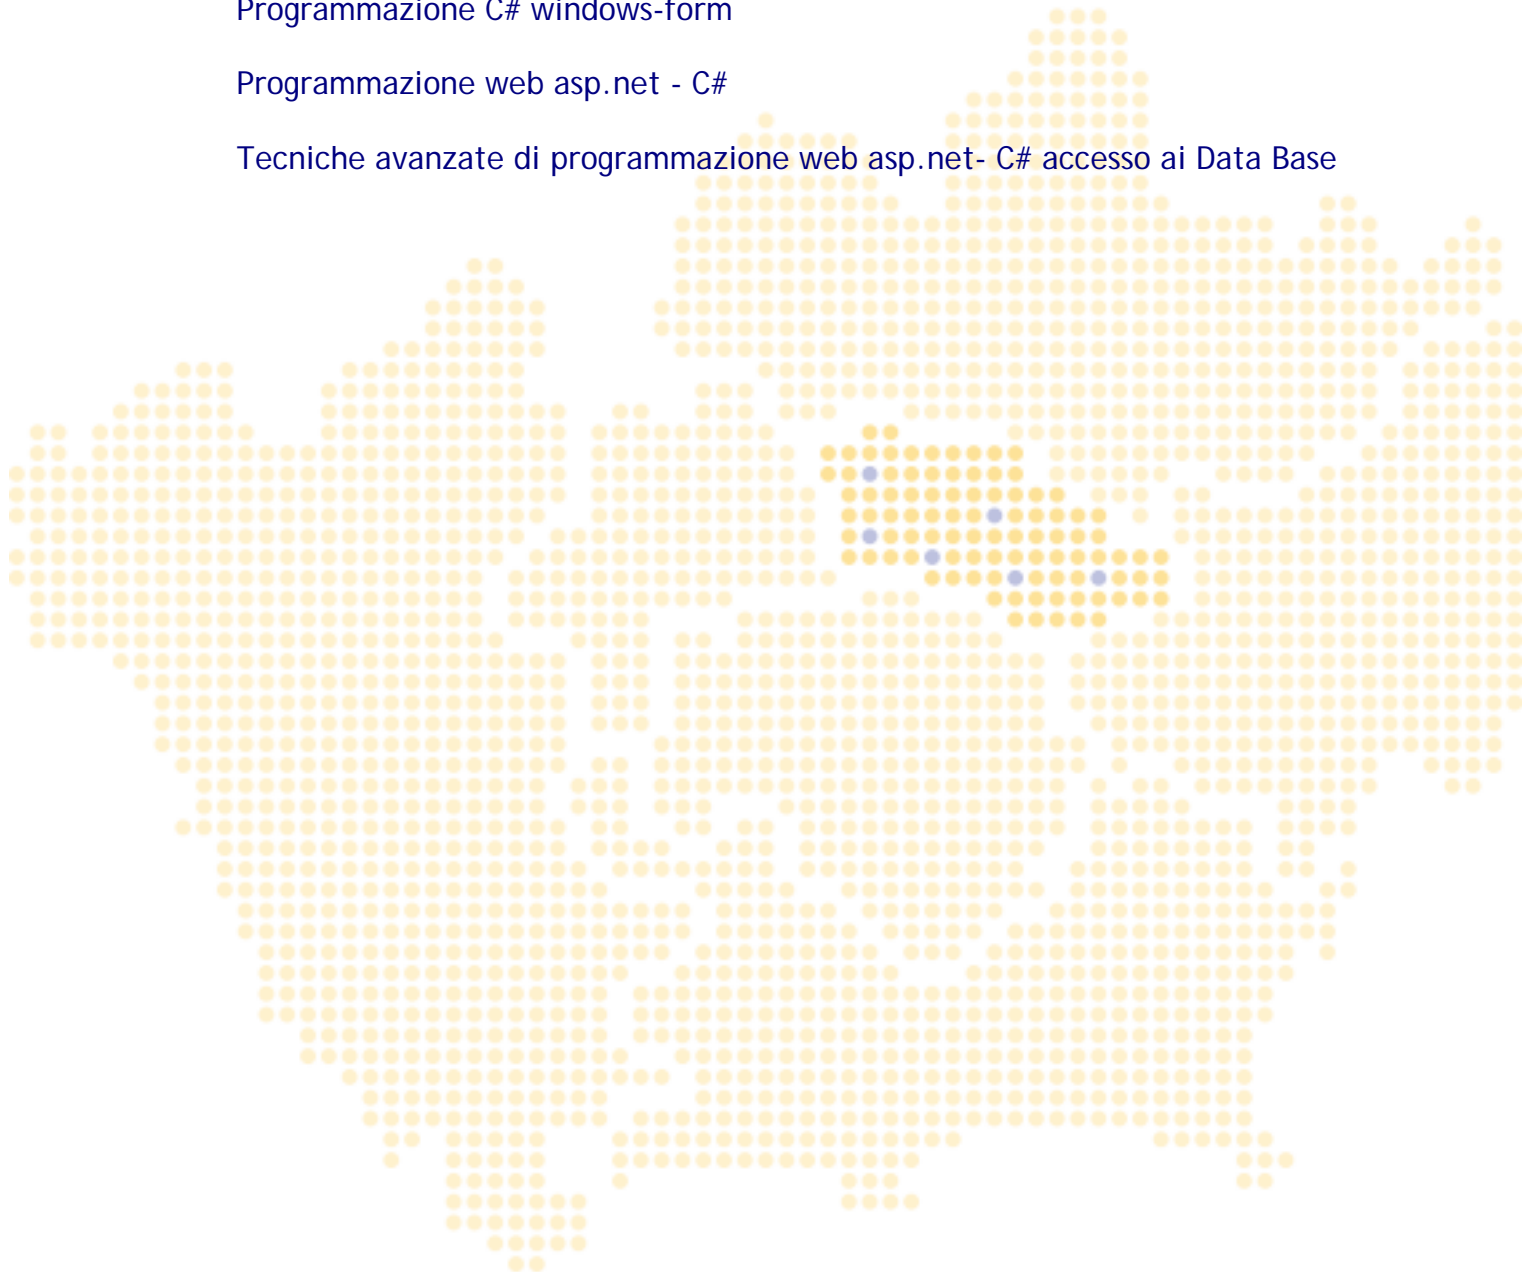 Programmazione C# windows-form
Programmazione web asp.net - C#
Tecniche avanzate di programmazione web asp.net- C# accesso ai Data Base